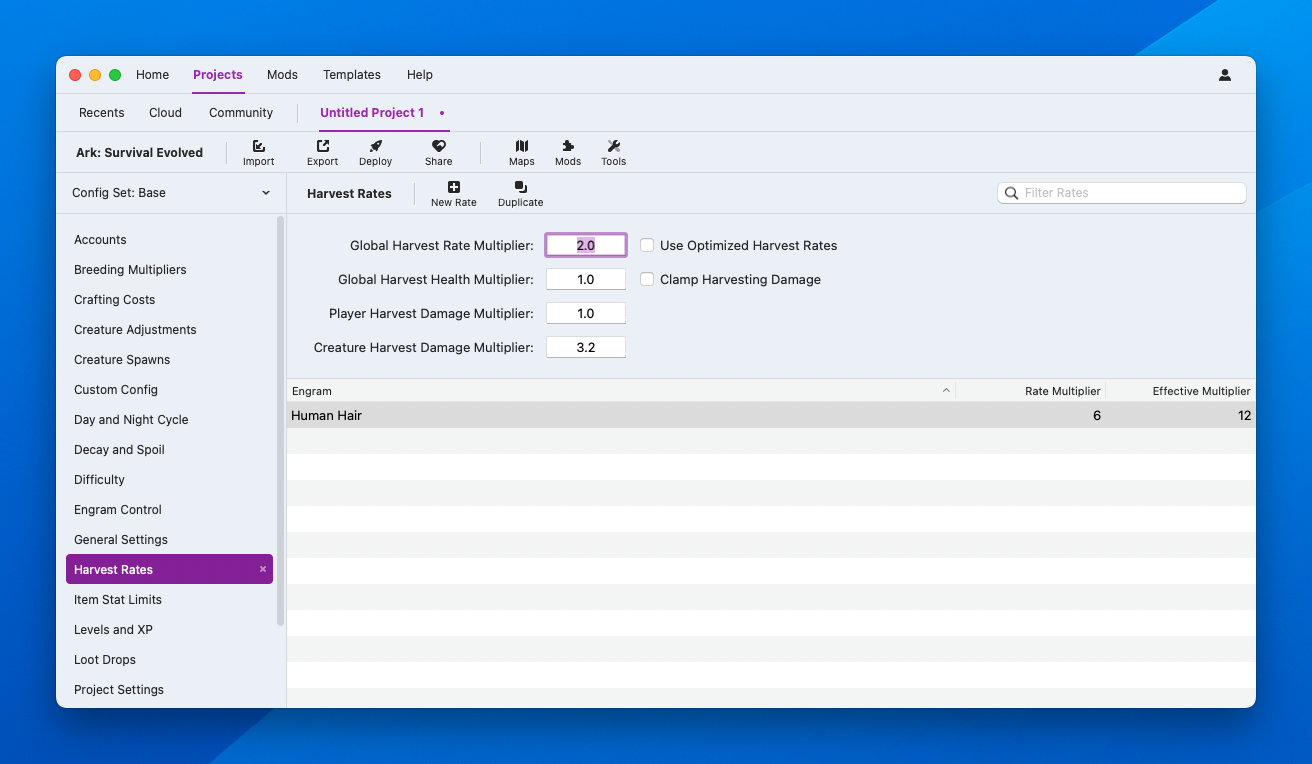 Home Projects Mods Templates Help
Recents Cloud Community Untitled Project 1 •
Ark: Survival Evolved Import Export Deploy Share Maps Mods Tools
Config Set: Base
Harvest Rates New Rate Duplicate Filter Rates
Accounts
Breeding Multipliers
Crafting Costs
Creature Adjustments
Creature Spawns
Custom Config
Day and Night Cycle
Decay and Spoil
Difficulty
Engram Control
General Settings
Harvest Rates ×
Item Stat Limits
Levels and XP
Loot Drops
Project Settings
Global Harvest Rate Multiplier: 2.0 Use Optimized Harvest Rates
Global Harvest Health Multiplier: 1.0 Clamp Harvesting Damage
Player Harvest Damage Multiplier: 1.0
Creature Harvest Damage Multiplier: 3.2
Engram Rate Multiplier Effective Multiplier
Human Hair 6 12